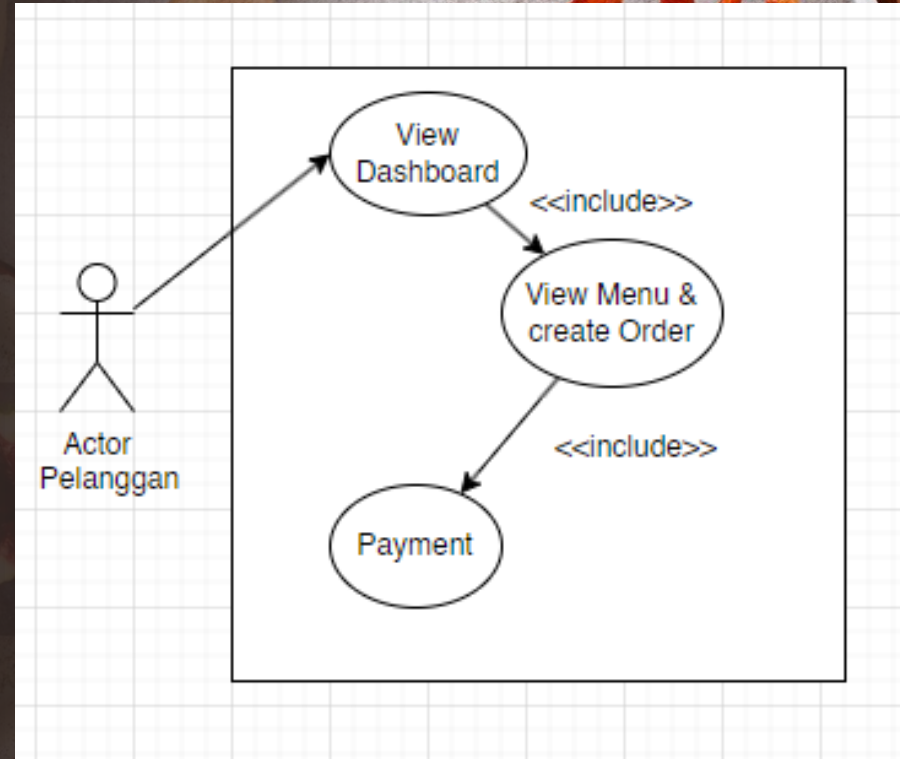 View
Dashboard
<<include>>
View Menu &
create Order
Actor
Pelanggan
<<include>>
Payment